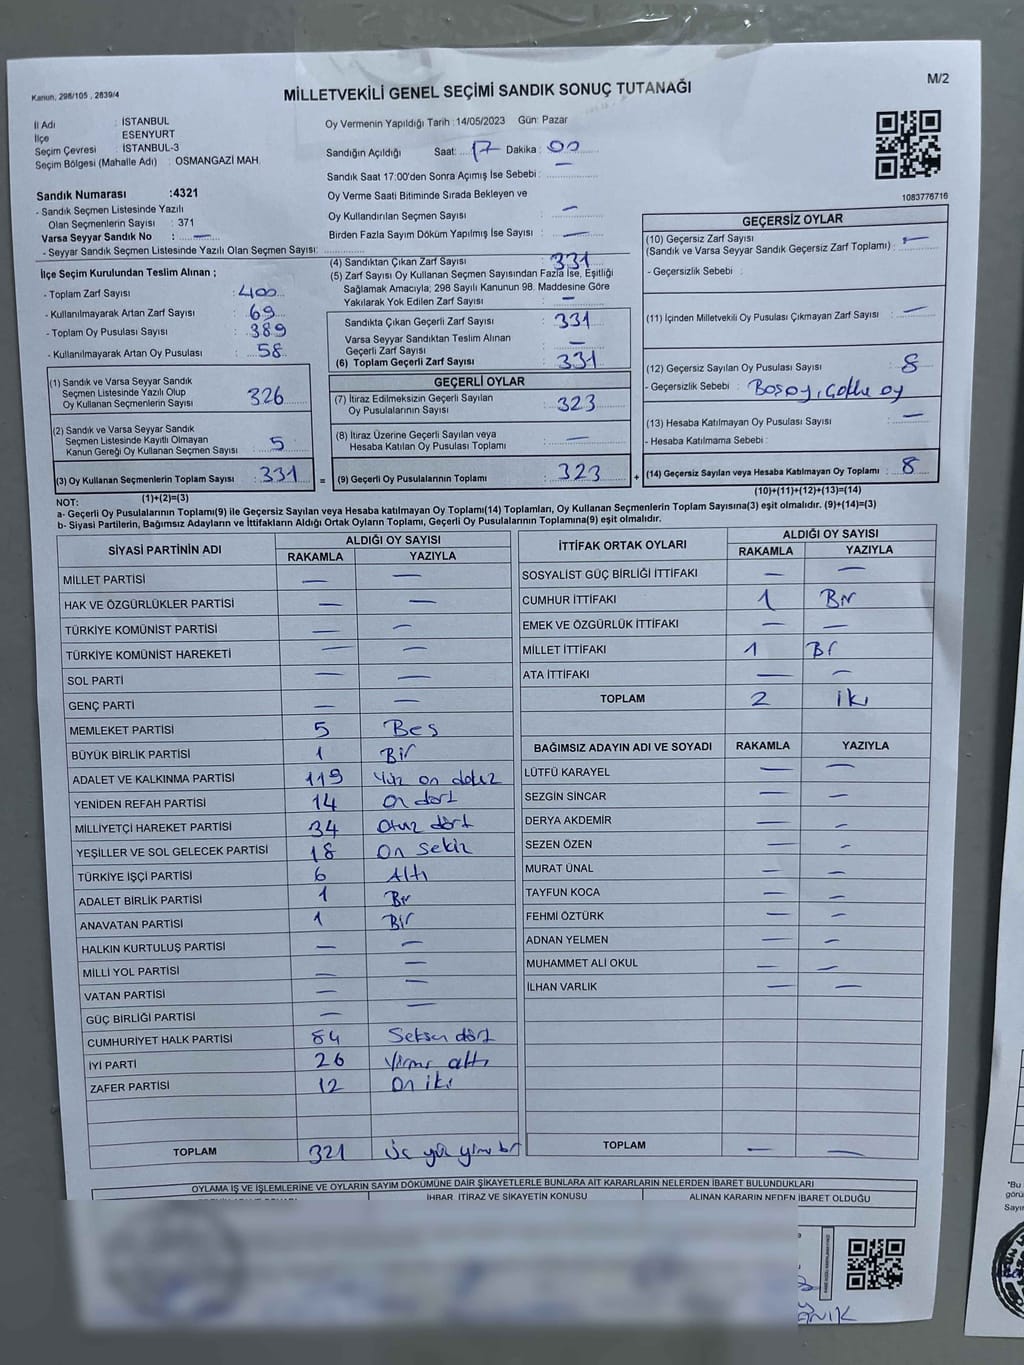 Kanun, 298/105 , 2839/4
M/2
MİLLETVEKİLİ GENEL SEÇİMİ SANDIK SONUÇ TUTANAĞI
İl Adı : İSTANBUL
İlçe : ESENYURT
Seçim Çevresi : İSTANBUL-3
Seçim Bölgesi (Mahalle Adı) : OSMANGAZİ MAH.
Sandık Numarası :4321
- Sandık Seçmen Listesinde Yazılı
Olan Seçmenlerin Sayısı : 371
Varsa Seyyar Sandık No : —
- Seyyar Sandık Seçmen Listesinde Yazılı Olan Seçmen Sayısı:
Oy Vermenin Yapıldığı Tarih :14/05/2023 Gün: Pazar
Sandığın Açıldığı Saat: 17 Dakika : 00
Sandık Saat 17:00'den Sonra Açımış İse Sebebi : —
Oy Verme Saati Bitiminde Sırada Bekleyen ve
Oy Kullandırılan Seçmen Sayısı : —
Birden Fazla Sayım Döküm Yapılmış İse Sayısı : —
1083776716
İlçe Seçim Kurulundan Teslim Alınan ;
- Toplam Zarf Sayısı : 400
- Kullanılmayarak Artan Zarf Sayısı : 69
- Toplam Oy Pusulası Sayısı : 389
- Kullanılmayarak Artan Oy Pusulası : 58
(1) Sandık ve Varsa Seyyar Sandık
Seçmen Listesinde Yazılı Olup
Oy Kullanan Seçmenlerin Sayısı 326
(2) Sandık ve Varsa Seyyar Sandık
Seçmen Listesinde Kayıtlı Olmayan
Kanun Gereği Oy Kullanan Seçmen Sayısı : 5
(3) Oy Kullanan Seçmenlerin Toplam Sayısı : 331 =
(1)+(2)=(3)
(4) Sandıktan Çıkan Zarf Sayısı : 331
(5) Zarf Sayısı Oy Kullanan Seçmen Sayısından Fazla İse, Eşitliği
Sağlamak Amacıyla; 298 Sayılı Kanunun 98. Maddesine Göre
Yakılarak Yok Edilen Zarf Sayısı : —
Sandıkta Çıkan Geçerli Zarf Sayısı : 331
Varsa Seyyar Sandıktan Teslim Alınan
Geçerli Zarf Sayısı : —
(6) Toplam Geçerli Zarf Sayısı : 331
GEÇERLİ OYLAR
(7) İtiraz Edilmeksizin Geçerli Sayılan
Oy Pusulalarının Sayısı : 323
(8) İtiraz Üzerine Geçerli Sayılan veya
Hesaba Katılan Oy Pusulası Toplamı : —
(9) Geçerli Oy Pusulalarının Toplamı : 323 +
GEÇERSİZ OYLAR
(10) Geçersiz Zarf Sayısı
(Sandık ve Varsa Seyyar Sandık Geçersiz Zarf Toplamı) : —
- Geçersizlik Sebebi :
(11) İçinden Milletvekili Oy Pusulası Çıkmayan Zarf Sayısı : —
(12) Geçersiz Sayılan Oy Pusulası Sayısı : 8
- Geçersizlik Sebebi :
(13) Hesaba Katılmayan Oy Pusulası Sayısı : —
- Hesaba Katılmama Sebebi :
(14) Geçersiz Sayılan veya Hesaba Katılmayan Oy Toplamı : 8
(10)+(11)+(12)+(13)=(14)
NOT:
a- Geçerli Oy Pusulalarının Toplamı(9) ile Geçersiz Sayılan veya Hesaba katılmayan Oy Toplamı(14) Toplamları, Oy Kullanan Seçmenlerin Toplam Sayısına(3) eşit olmalıdır. (9)+(14)=(3)
b- Siyasi Partilerin, Bağımsız Adayların ve İttifakların Aldığı Ortak Oyların Toplamı, Geçerli Oy Pusulalarının Toplamına(9) eşit olmalıdır.
SİYASİ PARTİNİN ADI ALDIĞI OY SAYISI
RAKAMLA YAZIYLA
MİLLET PARTİSİ — —
HAK VE ÖZGÜRLÜKLER PARTİSİ — —
TÜRKİYE KOMÜNİST PARTİSİ — —
TÜRKİYE KOMÜNİST HAREKETİ — —
SOL PARTİ — —
GENÇ PARTİ — —
MEMLEKET PARTİSİ 5 Beş
BÜYÜK BİRLİK PARTİSİ 1 Bir
ADALET VE KALKINMA PARTİSİ 119 Yüz on dokuz
YENİDEN REFAH PARTİSİ 14 on dört
MİLLİYETÇİ HAREKET PARTİSİ 34 Otuz dört
YEŞİLLER VE SOL GELECEK PARTİSİ 18 On sekiz
TÜRKİYE İŞÇİ PARTİSİ 6 Altı
ADALET BİRLİK PARTİSİ 1 Bir
ANAVATAN PARTİSİ 1 Bir
HALKIN KURTULUŞ PARTİSİ — —
MİLLİ YOL PARTİSİ — —
VATAN PARTİSİ — —
GÜÇ BİRLİĞİ PARTİSİ — —
CUMHURİYET HALK PARTİSİ 84 Seksen dört
İYİ PARTİ 26 Yirmi altı
ZAFER PARTİSİ 12 On iki
TOPLAM 321 Üç yüz yirmi bir
İTTİFAK ORTAK OYLARI ALDIĞI OY SAYISI
RAKAMLA YAZIYLA
SOSYALİST GÜÇ BİRLİĞİ İTTİFAKI — —
CUMHUR İTTİFAKI 1 Bir
EMEK VE ÖZGÜRLÜK İTTİFAKI — —
MİLLET İTTİFAKI 1 Bir
ATA İTTİFAKI — —
TOPLAM 2 iki
BAĞIMSIZ ADAYIN ADI VE SOYADI RAKAMLA YAZIYLA
LÜTFÜ KARAYEL — —
SEZGİN SİNCAR — —
DERYA AKDEMİR — —
SEZEN ÖZEN — —
MURAT ÜNAL — —
TAYFUN KOCA — —
FEHMİ ÖZTÜRK — —
ADNAN YELMEN — —
MUHAMMET ALİ OKUL — —
İLHAN VARLIK — —
TOPLAM — —
OYLAMA İŞ VE İŞLEMLERİNE VE OYLARIN SAYIM DÖKÜMÜNE DAİR ŞİKAYETLERLE BUNLARA AİT KARARLARIN NELERDEN İBARET BULUNDUKLARI
İHBAR, İTİRAZ VE ŞİKAYETİN KONUSU ALINAN KARARIN NEDEN İBARET OLDUĞU